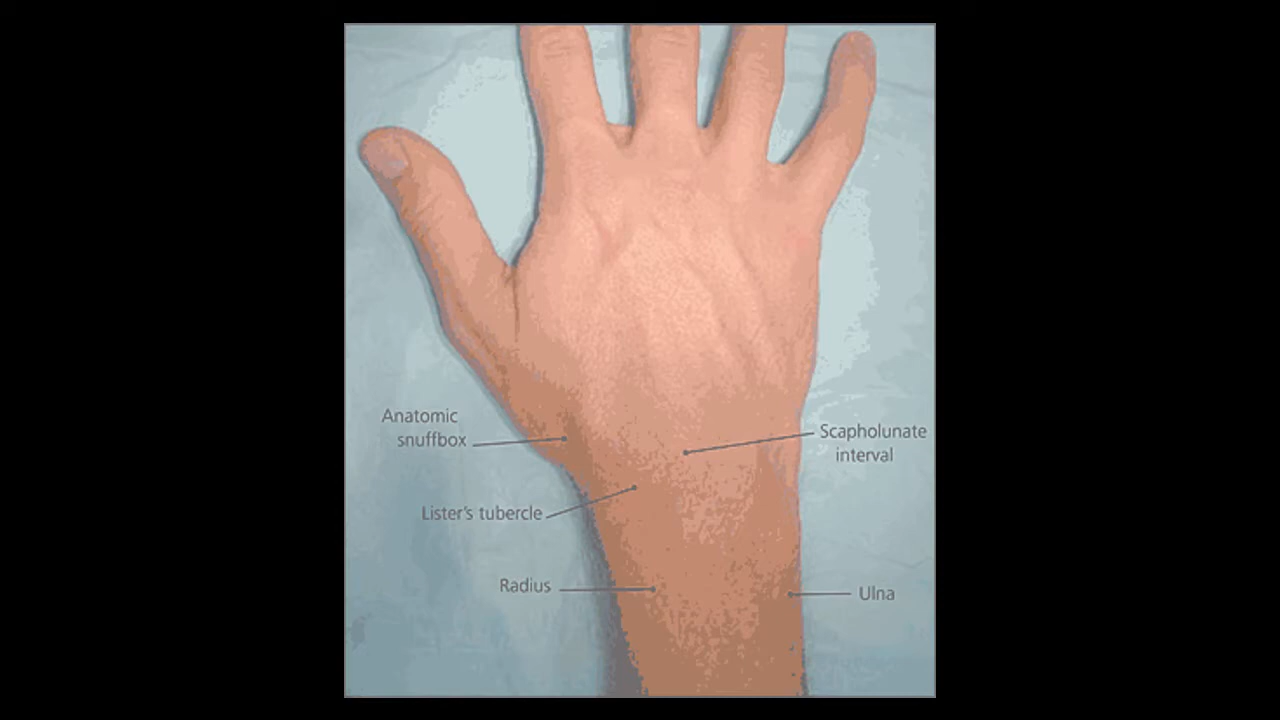 Anatomic
snuffbox
Scapholunate
interval
Lister's tubercle
Radius
Ulna